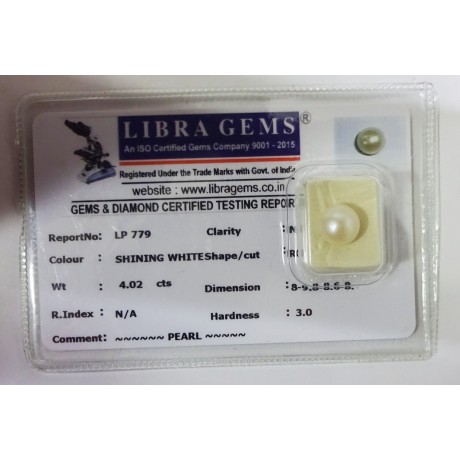 LIBRA GEMS®
An ISO Certified Gems Company 9001 - 2015
Registered Under the Trade Marks with Govt. of India
website : www.libragems.co.in
GEMS & DIAMOND CERTIFIED TESTING REPOR
ReportNo: LP 779 Clarity :
Colour : SHINING WHITE Shape/cut :
Wt : 4.02 cts Dimension :
R.Index : N/A Hardness : 3.0
Comment: ~~~~~~ PEARL ~~~~~